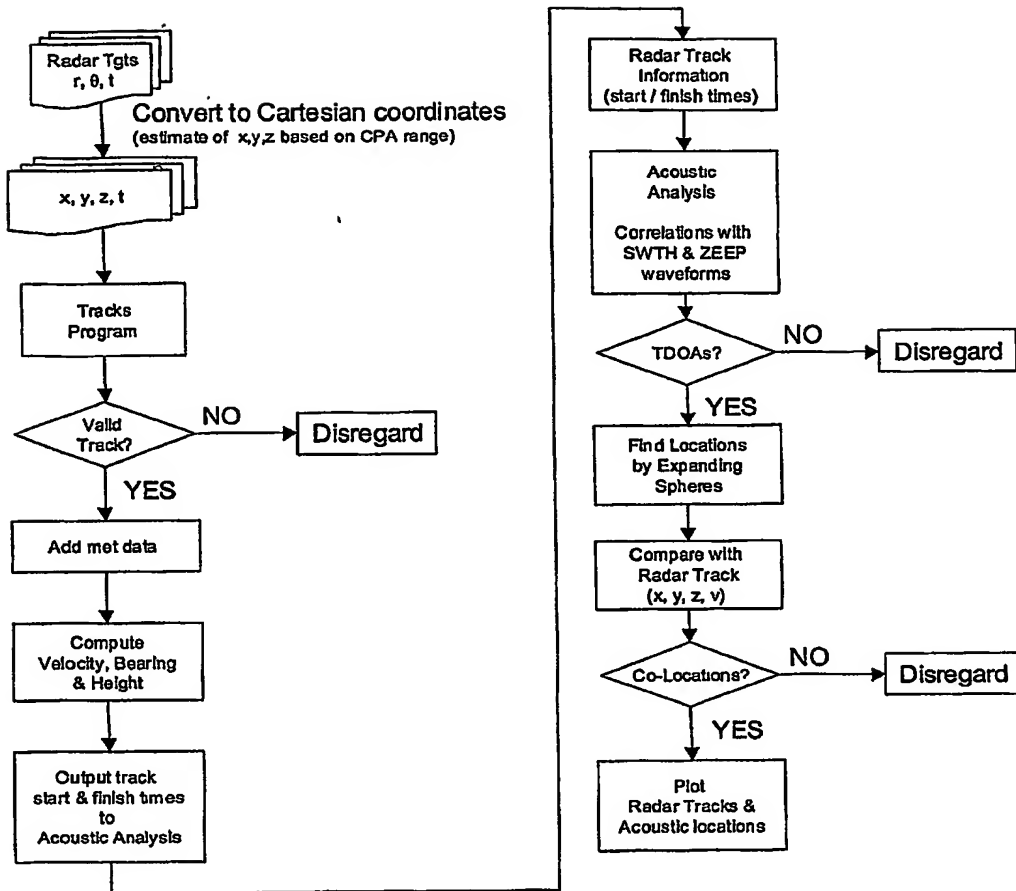 Radar Tgts
r, θ, t
Convert to Cartesian coordinates
(estimate of x,y,z based on CPA range)
x, y, z, t
Tracks
Program
Valid
Track?
NO
Disregard
YES
Add met data
Compute
Velocity, Bearing
& Height
Output track
start & finish times
to
Acoustic Analysis
Radar Track
Information
(start / finish times)
Acoustic
Analysis
Correlations with
SWTH & ZEEP
waveforms
TDOAs?
NO
Disregard
YES
Find Locations
by Expanding
Spheres
Compare with
Radar Track
(x, y, z, v)
Co-Locations?
NO
Disregard
YES
Plot
Radar Tracks &
Acoustic locations